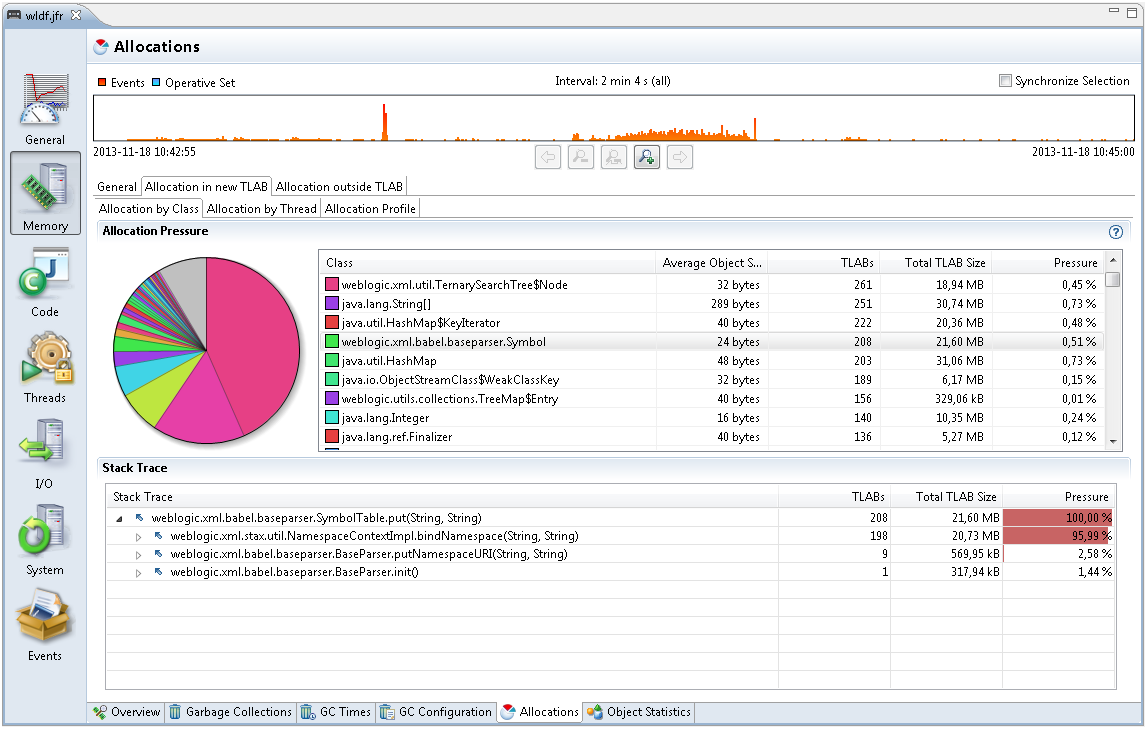 wldf.jfr
General
Memory
Code
Threads
I/O
System
Events
Allocations
Events Operative Set Interval: 2 min 4 s (all) Synchronize Selection
2013-11-18 10:42:55 2013-11-18 10:45:00
General Allocation in new TLAB Allocation outside TLAB
Allocation by Class Allocation by Thread Allocation Profile
Allocation Pressure
Class Average Object S... TLABs Total TLAB Size Pressure
weblogic.xml.util.TernarySearchTree$Node 32 bytes 261 18,94 MB 0,45 %
java.lang.String[] 289 bytes 251 30,74 MB 0,73 %
java.util.HashMap$KeyIterator 40 bytes 222 20,36 MB 0,48 %
weblogic.xml.babel.baseparser.Symbol 24 bytes 208 21,60 MB 0,51 %
java.util.HashMap 48 bytes 203 31,06 MB 0,73 %
java.io.ObjectStreamClass$WeakClassKey 32 bytes 189 6,17 MB 0,15 %
weblogic.utils.collections.TreeMap$Entry 40 bytes 156 329,06 kB 0,01 %
java.lang.Integer 16 bytes 140 10,35 MB 0,24 %
java.lang.ref.Finalizer 40 bytes 136 5,27 MB 0,12 %
Stack Trace
Stack Trace TLABs Total TLAB Size Pressure
weblogic.xml.babel.baseparser.SymbolTable.put(String, String) 208 21,60 MB 100,00 %
weblogic.xml.stax.util.NamespaceContextImpl.bindNamespace(String, String) 198 20,73 MB 95,99 %
weblogic.xml.babel.baseparser.BaseParser.putNamespaceURI(String, String) 9 569,95 kB 2,58 %
weblogic.xml.babel.baseparser.BaseParser.init() 1 317,94 kB 1,44 %
Overview Garbage Collections GC Times GC Configuration Allocations Object Statistics